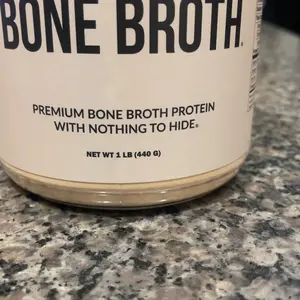 BONE BROTH®
PREMIUM BONE BROTH PROTEIN
WITH NOTHING TO HIDE®
NET WT 1 LB (440 G)